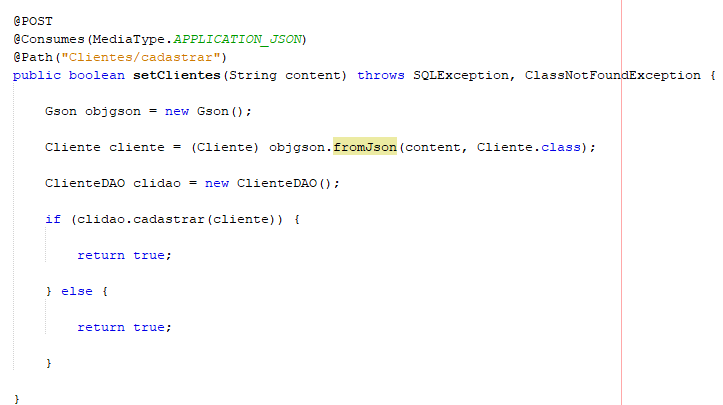 @POST
@Consumes(MediaType.APPLICATION_JSON)
@Path("Clientes/cadastrar")
public boolean setClientes(String content) throws SQLException, ClassNotFoundException {
Gson objgson = new Gson();
Cliente cliente = (Cliente) objgson.fromJson(content, Cliente.class);
ClienteDAO clidao = new ClienteDAO();
if (clidao.cadastrar(cliente)) {
return true;
} else {
return true;
}
}